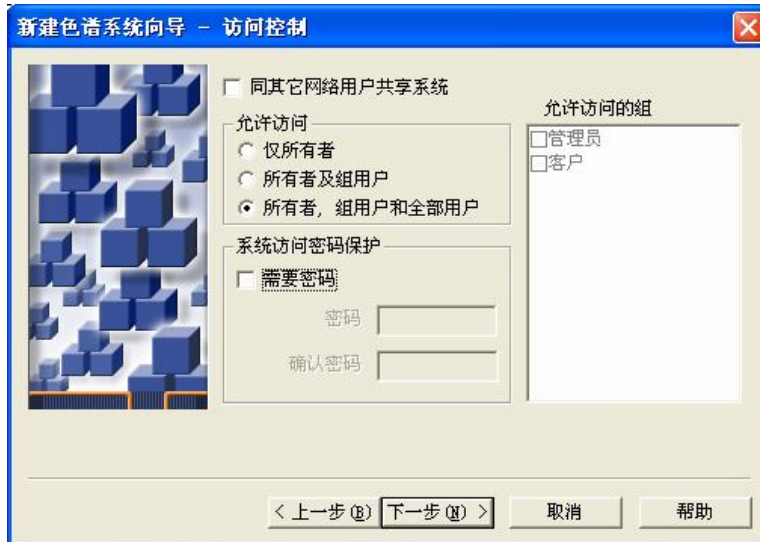 新建色谱系统向导 - 访问控制
同其它网络用户共享系统
允许访问
仅所有者
所有者及组用户
所有者, 组用户和全部用户
系统访问密码保护
需要密码
密码
确认密码
允许访问的组
管理员
客户
< 上一步(B)
下一步(N) >
取消
帮助